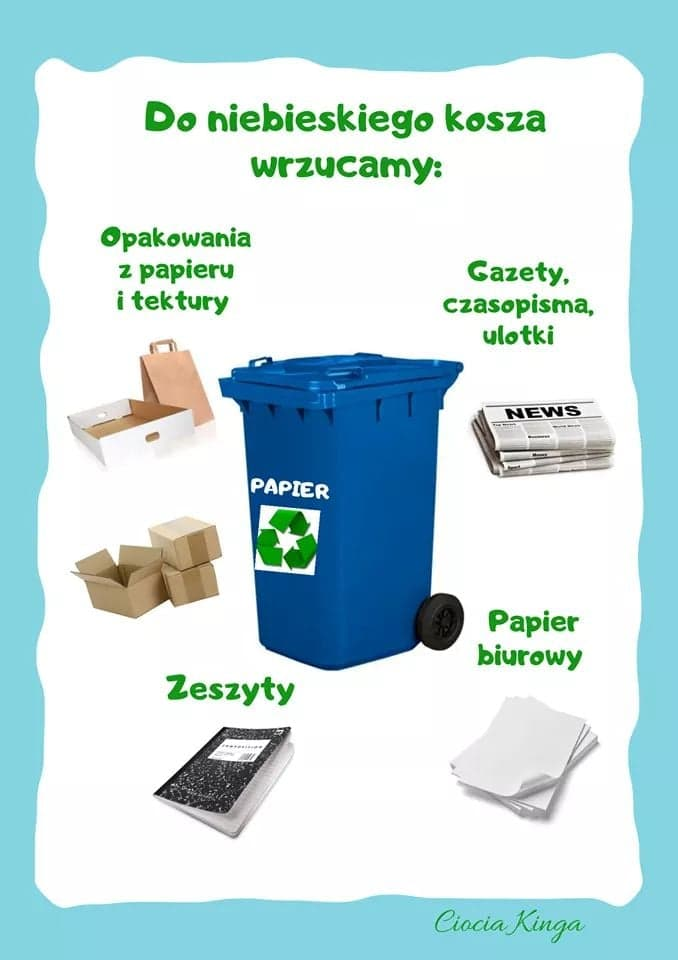 Do niebieskiego kosza
wrzucamy:
Opakowania
z papieru
i tektury
Gazety,
czasopisma,
ulotki
NEWS
PAPIER
Papier
biurowy
Zeszyty
Ciocia Kinga